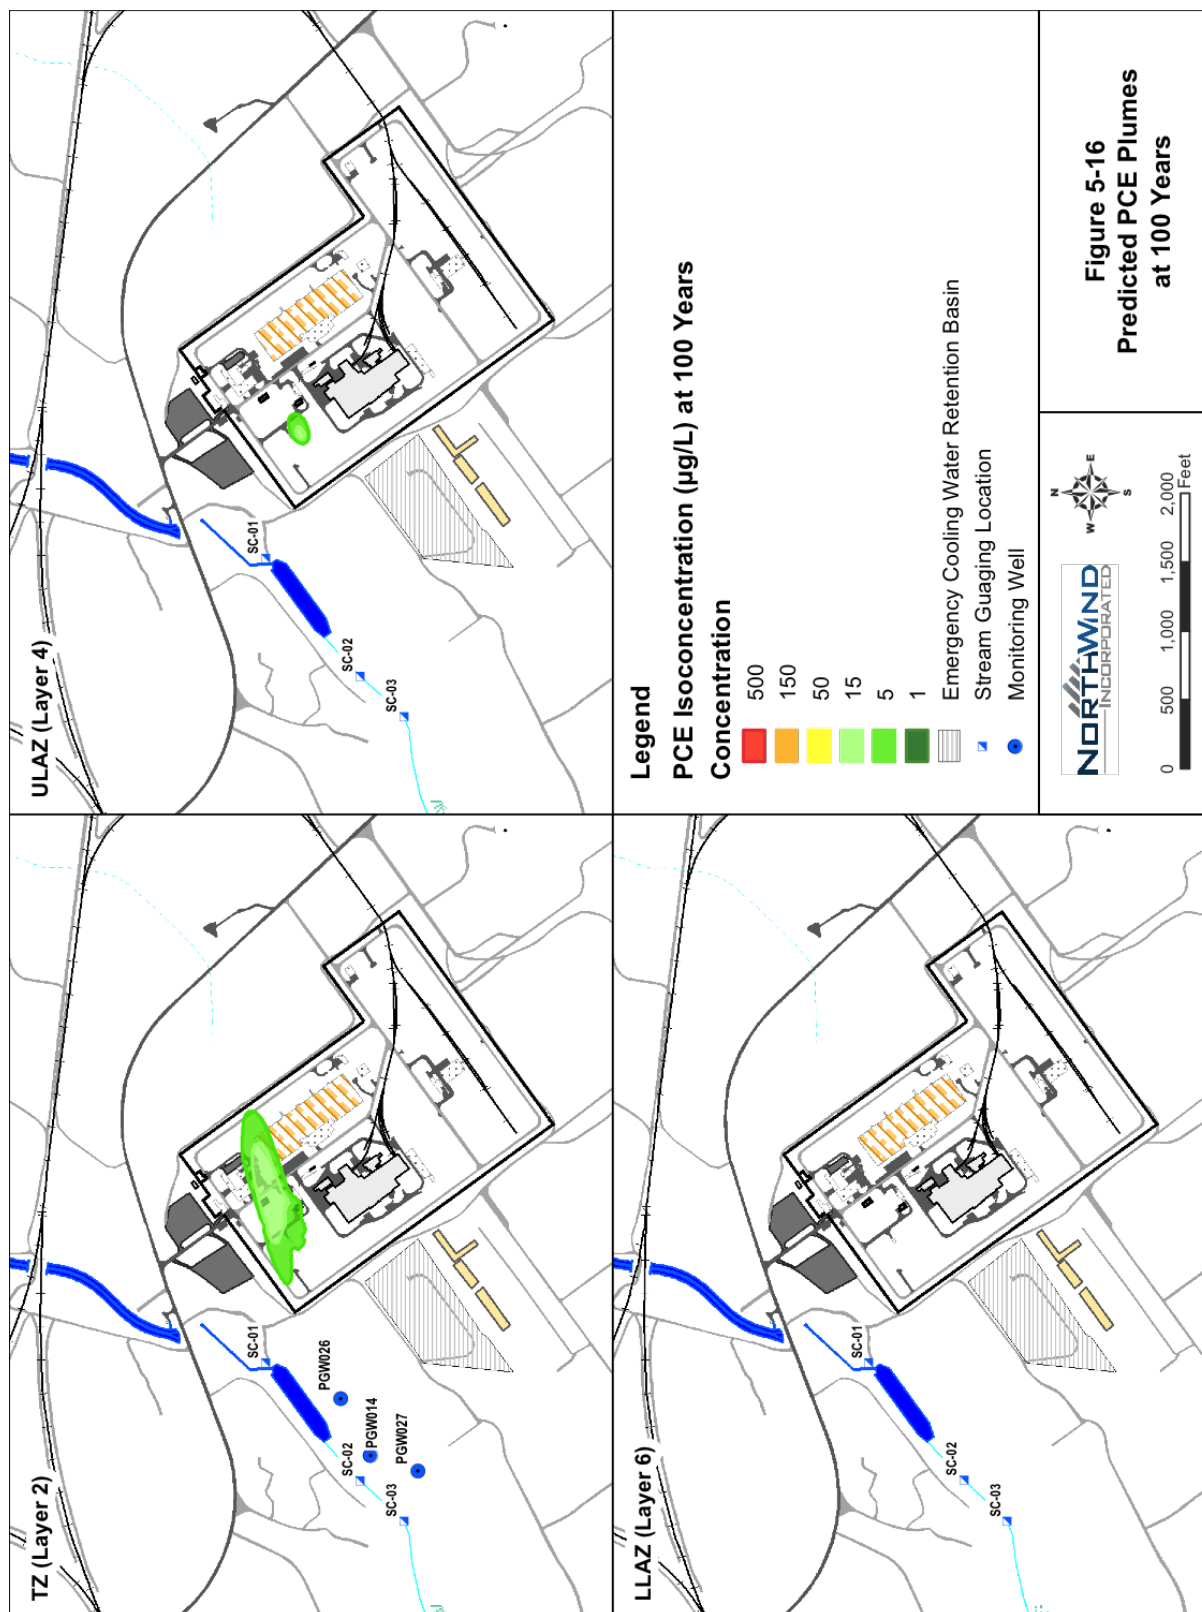 TZ (Layer 2)
SC-01
PGW026
SC-02
PGW014
SC-03
PGW027
ULAZ (Layer 4)
SC-01
SC-02
SC-03
LLAZ (Layer 6)
SC-01
SC-02
SC-03
Legend
PCE Isoconcentration (µg/L) at 100 Years
Concentration
500
150
50
15
5
1
Emergency Cooling Water Retention Basin
Stream Guaging Location
Monitoring Well
NORTHWIND
INCORPORATED
N
W
E
S
0 500 1,000 1,500 2,000
Feet
Figure 5-16
Predicted PCE Plumes
at 100 Years